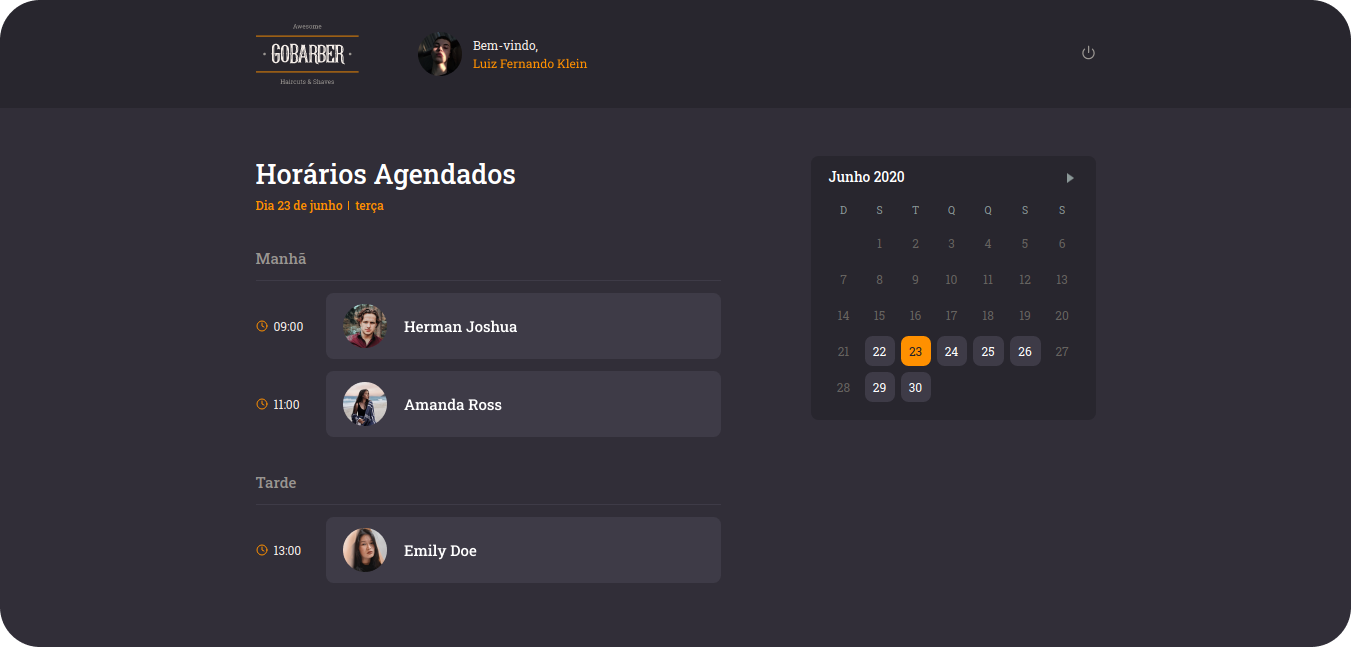 Awesome
· GOBARBER ·
Haircuts & Shaves
Bem-vindo,
Luiz Fernando Klein
Horários Agendados
Dia 23 de junho | terça
Manhã
09:00 Herman Joshua
11:00 Amanda Ross
Tarde
13:00 Emily Doe
Junho 2020
D S T Q Q S S
1 2 3 4 5 6
7 8 9 10 11 12 13
14 15 16 17 18 19 20
21 22 23 24 25 26 27
28 29 30